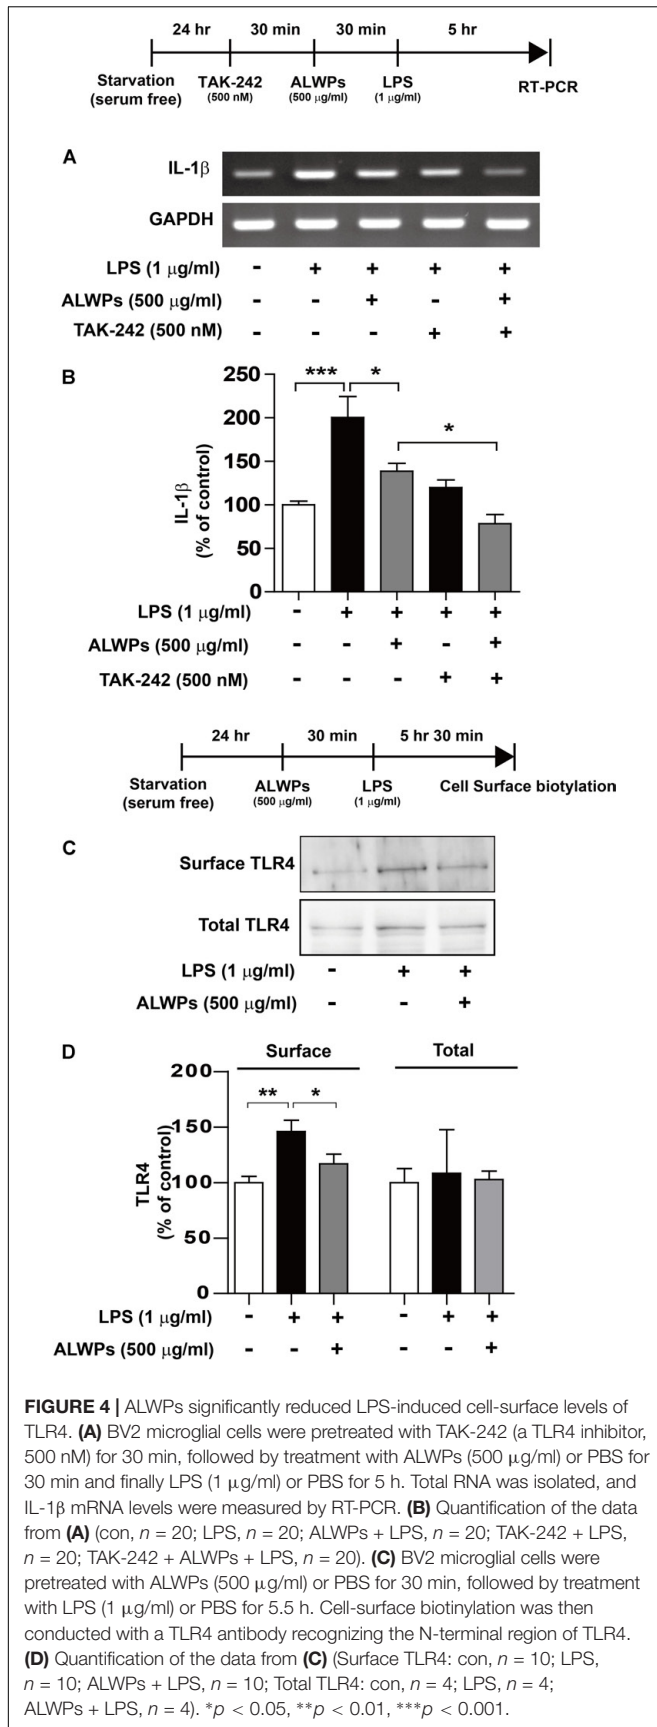 24 hr 30 min 30 min 5 hr
Starvation (serum free) TAK-242 (500 nM) ALWPs (500 µg/ml) LPS (1 µg/ml) RT-PCR
A
IL-1β
GAPDH
LPS (1 µg/ml) - + + + +
ALWPs (500 µg/ml) - - + - +
TAK-242 (500 nM) - - - + +
B
IL-1β (% of control)
250
200
150
100
50
0
*** * *
LPS (1 µg/ml) - + + + +
ALWPs (500 µg/ml) - - + - +
TAK-242 (500 nM) - - - + +
24 hr 30 min 5 hr 30 min
Starvation (serum free) ALWPs (500 µg/ml) LPS (1 µg/ml) Cell Surface biotylation
C
Surface TLR4
Total TLR4
LPS (1 µg/ml) - + +
ALWPs (500 µg/ml) - - +
D
Surface Total
TLR4 (% of control)
200
150
100
50
0
** *
LPS (1 µg/ml) - + + - + +
ALWPs (500 µg/ml) - - + - - +
FIGURE 4 | ALWPs significantly reduced LPS-induced cell-surface levels of
TLR4. (A) BV2 microglial cells were pretreated with TAK-242 (a TLR4 inhibitor,
500 nM) for 30 min, followed by treatment with ALWPs (500 µg/ml) or PBS for
30 min and finally LPS (1 µg/ml) or PBS for 5 h. Total RNA was isolated, and
IL-1β mRNA levels were measured by RT-PCR. (B) Quantification of the data
from (A) (con, n = 20; LPS, n = 20; ALWPs + LPS, n = 20; TAK-242 + LPS,
n = 20; TAK-242 + ALWPs + LPS, n = 20). (C) BV2 microglial cells were
pretreated with ALWPs (500 µg/ml) or PBS for 30 min, followed by treatment
with LPS (1 µg/ml) or PBS for 5.5 h. Cell-surface biotinylation was then
conducted with a TLR4 antibody recognizing the N-terminal region of TLR4.
(D) Quantification of the data from (C) (Surface TLR4: con, n = 10; LPS,
n = 10; ALWPs + LPS, n = 10; Total TLR4: con, n = 4; LPS, n = 4;
ALWPs + LPS, n = 4). *p < 0.05, **p < 0.01, ***p < 0.001.